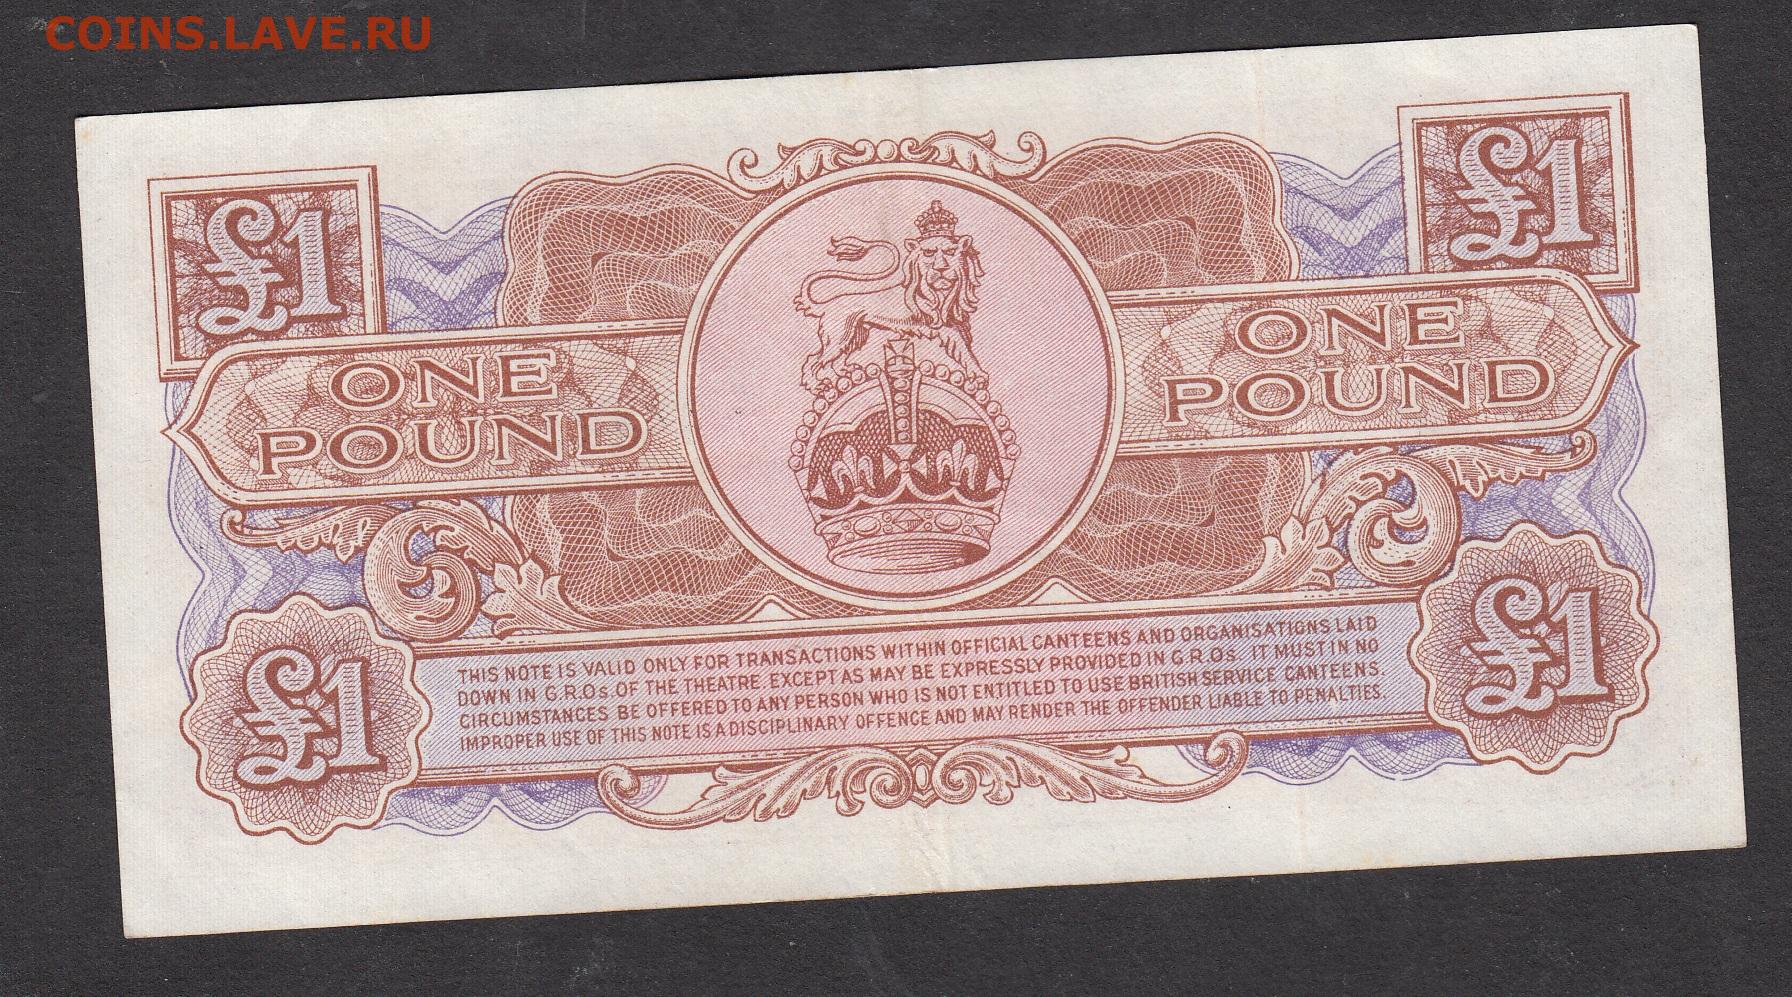 COINS.LAVE.RU
£1
£1
ONE
POUND
ONE
POUND
THIS NOTE IS VALID ONLY FOR TRANSACTIONS WITHIN OFFICIAL CANTEENS AND ORGANISATIONS LAID
DOWN IN G.R.Os. OF THE THEATRE EXCEPT AS MAY BE EXPRESSLY PROVIDED IN G.R.Os. IT MUST IN NO
CIRCUMSTANCES BE OFFERED TO ANY PERSON WHO IS NOT ENTITLED TO USE BRITISH SERVICE CANTEENS.
IMPROPER USE OF THIS NOTE IS A DISCIPLINARY OFFENCE AND MAY RENDER THE OFFENDER LIABLE TO PENALTIES.
£1
£1